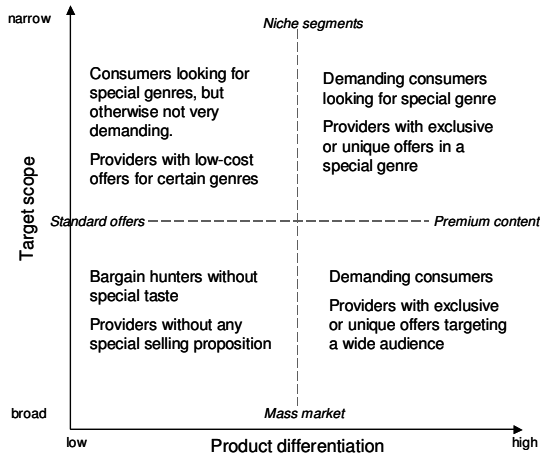 narrow
Niche segments
Consumers looking for
special genres, but
otherwise not very
demanding.
Providers with low-cost
offers for certain genres
Demanding consumers
looking for special genre
Providers with exclusive
or unique offers in a
special genre
Target scope
Standard offers
Premium content
Bargain hunters without
special taste
Providers without any
special selling proposition
Demanding consumers
Providers with exclusive
or unique offers targeting
a wide audience
broad
Mass market
low
Product differentiation
high